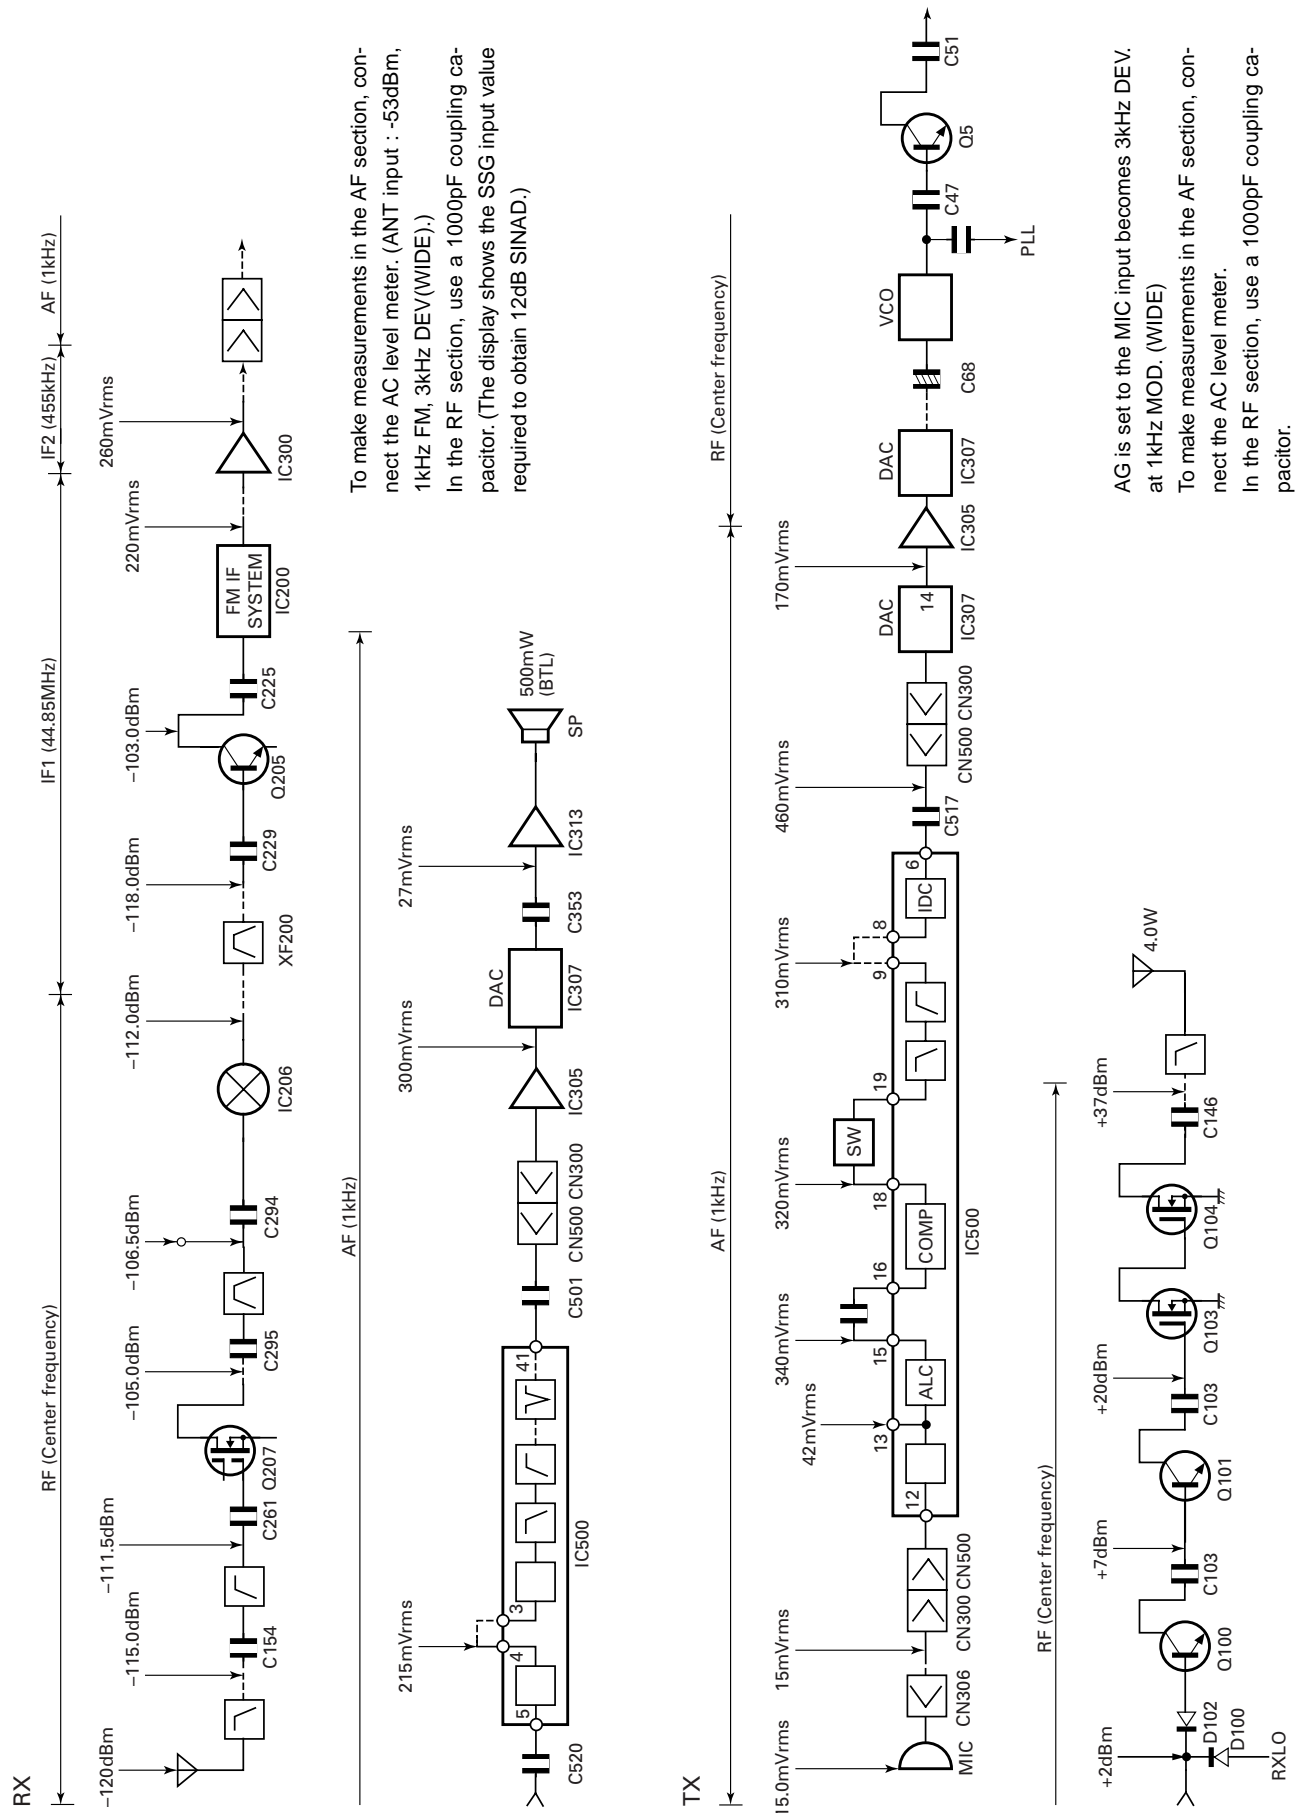 RX
RF (Center frequency)
IF1 (44.85MHz)
IF2 (455kHz)
AF (1kHz)
−120dBm
−115.0dBm
−111.5dBm
−105.0dBm
−106.5dBm
−112.0dBm
−118.0dBm
−103.0dBm
220mVrms
260mVrms
C154
C261
Q207
C295
C294
IC206
XF200
C229
Q205
C225
FM IF
SYSTEM
IC200
IC300
AF (1kHz)
215mVrms
300mVrms
27mVrms
C520
5
4
3
41
IC500
C501
CN500 CN300
IC305
DAC
IC307
C353
IC313
SP
500mW
(BTL)
To make measurements in the AF section, con-
nect the AC level meter. (ANT input : -53dBm,
1kHz FM, 3kHz DEV(WIDE).)
In the RF section, use a 1000pF coupling ca-
pacitor. (The display shows the SSG input value
required to obtain 12dB SINAD.)
TX
AF (1kHz)
RF (Center frequency)
15.0mVrms
15mVrms
42mVrms
340mVrms
320mVrms
310mVrms
460mVrms
170mVrms
MIC
CN306
CN300 CN500
12
13
ALC
15
16
COMP
18
SW
19
9
8
IDC
6
IC500
C517
CN500 CN300
DAC
14
IC307
IC305
DAC
IC307
C68
VCO
PLL
C47
Q5
C51
RF (Center frequency)
+2dBm
+7dBm
+20dBm
+37dBm
RXLO
D100
D102
Q100
C103
Q101
C103
Q103
Q104
C146
4.0W
AG is set to the MIC input becomes 3kHz DEV.
at 1kHz MOD. (WIDE)
To make measurements in the AF section, con-
nect the AC level meter.
In the RF section, use a 1000pF coupling ca-
pacitor.